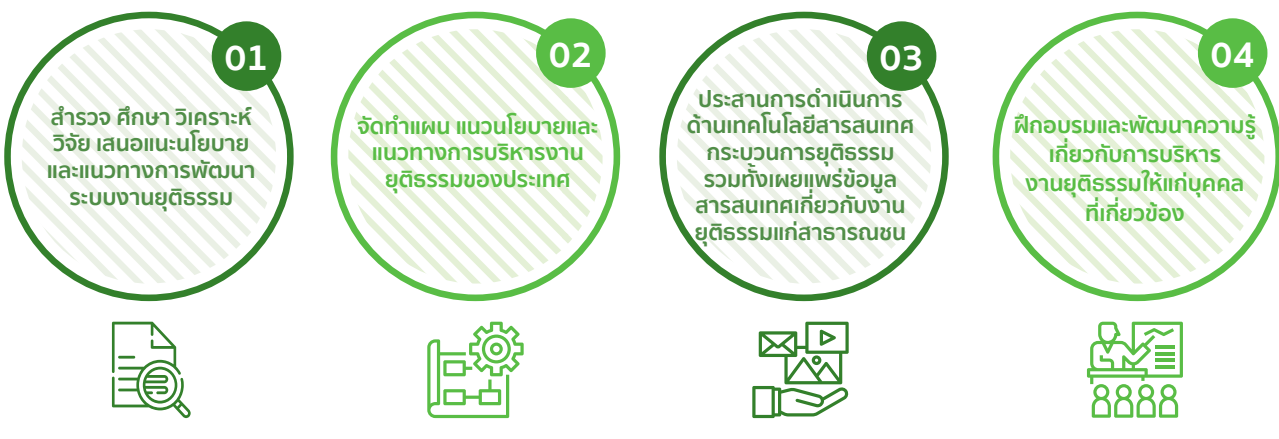 01
สำรวจ ศึกษา วิเคราะห์
วิจัย เสนอแนะนโยบาย
และแนวทางการพัฒนา
ระบบงานยุติธรรม
02
จัดทำแผน แนวนโยบายและ
แนวทางการบริหารงาน
ยุติธรรมของประเทศ
03
ประสานการดำเนินการ
ด้านเทคโนโลยีสารสนเทศ
กระบวนการยุติธรรม
รวมทั้งเผยแพร่ข้อมูล
สารสนเทศเกี่ยวกับงาน
ยุติธรรมแก่สาธารณชน
04
ฝึกอบรมและพัฒนาความรู้
เกี่ยวกับการบริหาร
งานยุติธรรมให้แก่บุคคล
ที่เกี่ยวข้อง